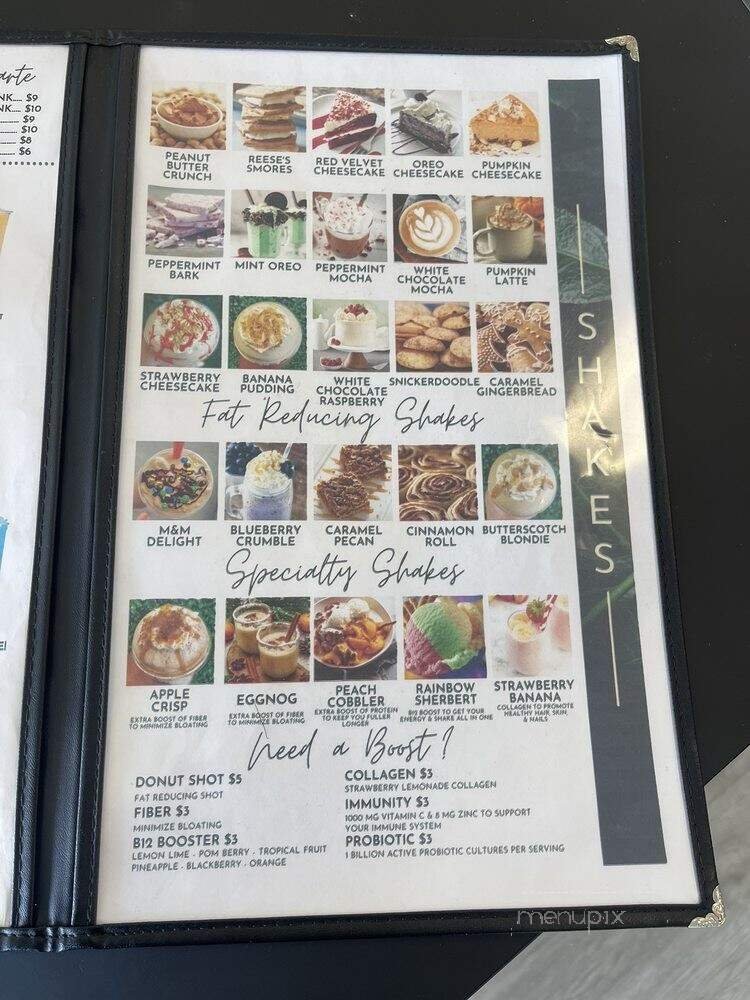 arte
NK.... $9
NK.... $10
$9
$10
$8
$6
PEANUT
BUTTER
CRUNCH
REESE'S
SMORES
RED VELVET
CHEESECAKE
OREO
CHEESECAKE
PUMPKIN
CHEESECAKE
PEPPERMINT
BARK
MINT OREO
PEPPERMINT
MOCHA
WHITE
CHOCOLATE
MOCHA
PUMPKIN
LATTE
STRAWBERRY
CHEESECAKE
BANANA
PUDDING
WHITE
CHOCOLATE
RASPBERRY
SNICKERDOODLE
CARAMEL
GINGERBREAD
Fat Reducing Shakes
M&M
DELIGHT
BLUEBERRY
CRUMBLE
CARAMEL
PECAN
CINNAMON
ROLL
BUTTERSCOTCH
BLONDIE
Specialty Shakes
APPLE
CRISP
EXTRA BOOST OF FIBER
TO MINIMIZE BLOATING
EGGNOG
EXTRA BOOST OF FIBER
TO MINIMIZE BLOATING
PEACH
COBBLER
EXTRA BOOST OF PROTEIN
TO KEEP YOU FULLER
LONGER
RAINBOW
SHERBERT
B12 BOOST TO GET YOUR
ENERGY & SHAKE ALL IN ONE
STRAWBERRY
BANANA
COLLAGEN TO PROMOTE
HEALTHY HAIR, SKIN,
& NAILS
Need a Boost?
DONUT SHOT $5
FAT REDUCING SHOT
FIBER $3
MINIMIZE BLOATING
B12 BOOSTER $3
LEMON LIME - POM BERRY - TROPICAL FRUIT
PINEAPPLE - BLACKBERRY - ORANGE
COLLAGEN $3
STRAWBERRY LEMONADE COLLAGEN
IMMUNITY $3
1000 MG VITAMIN C & 8 MG ZINC TO SUPPORT
YOUR IMMUNE SYSTEM
PROBIOTIC $3
1 BILLION ACTIVE PROBIOTIC CULTURES PER SERVING
SHAKES
menupix